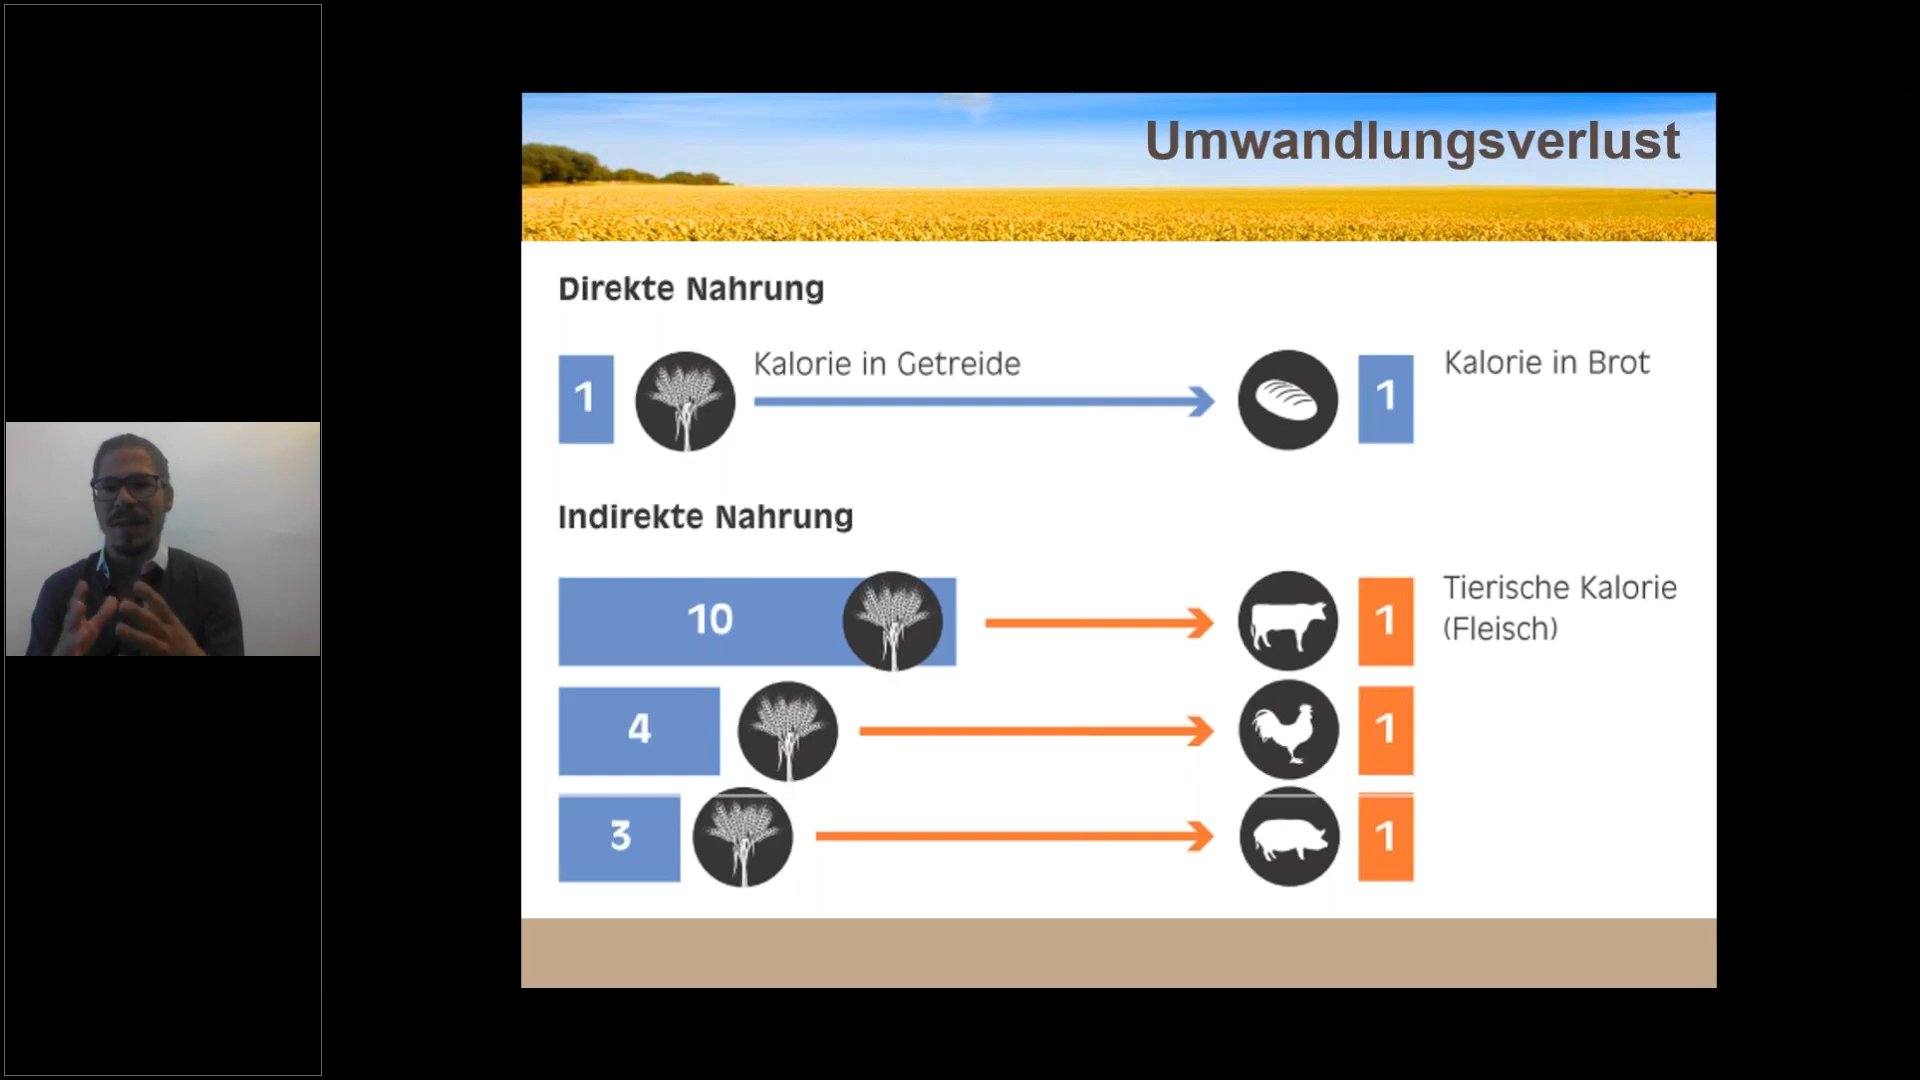 Umwandlungsverlust
Direkte Nahrung
1
Kalorie in Getreide
1
Kalorie in Brot
Indirekte Nahrung
10
1
Tierische Kalorie
(Fleisch)
4
1
3
1